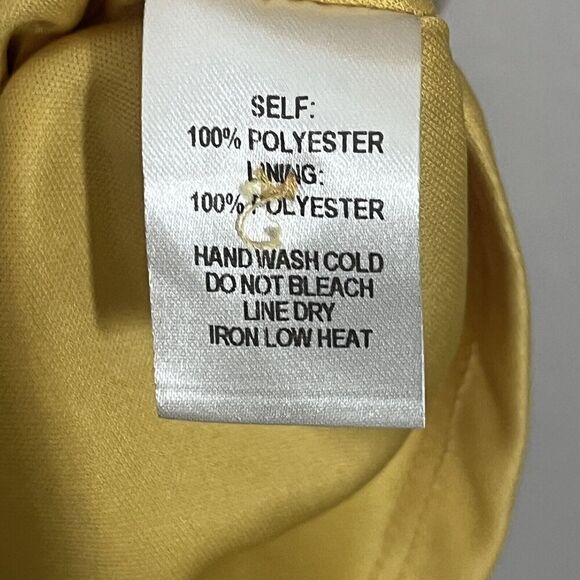 SELF:
100% POLYESTER
LINING:
100% POLYESTER
HAND WASH COLD
DO NOT BLEACH
LINE DRY
IRON LOW HEAT